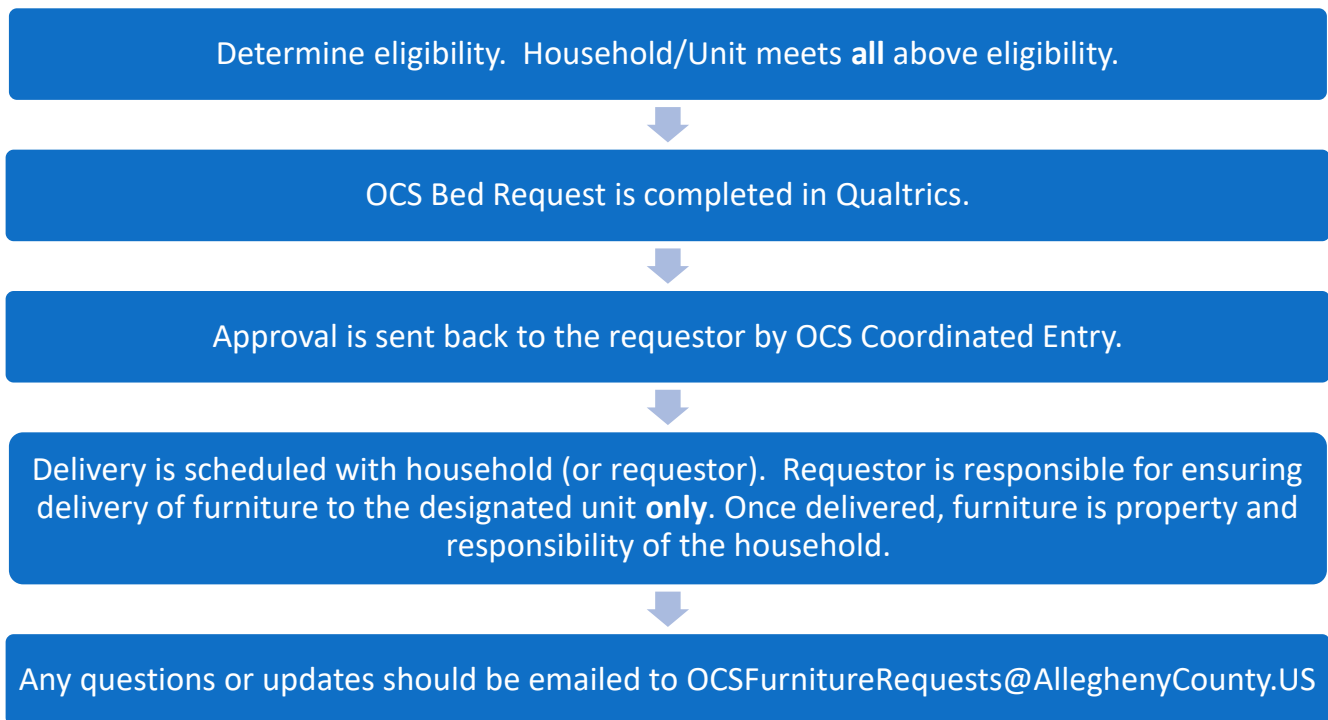 Determine eligibility.  Household/Unit meets all above eligibility.
OCS Bed Request is completed in Qualtrics.
Approval is sent back to the requestor by OCS Coordinated Entry.
Delivery is scheduled with household (or requestor).  Requestor is responsible for ensuring
delivery of furniture to the designated unit only. Once delivered, furniture is property and
responsibility of the household.
Any questions or updates should be emailed to OCSFurnitureRequests@AlleghenyCounty.US